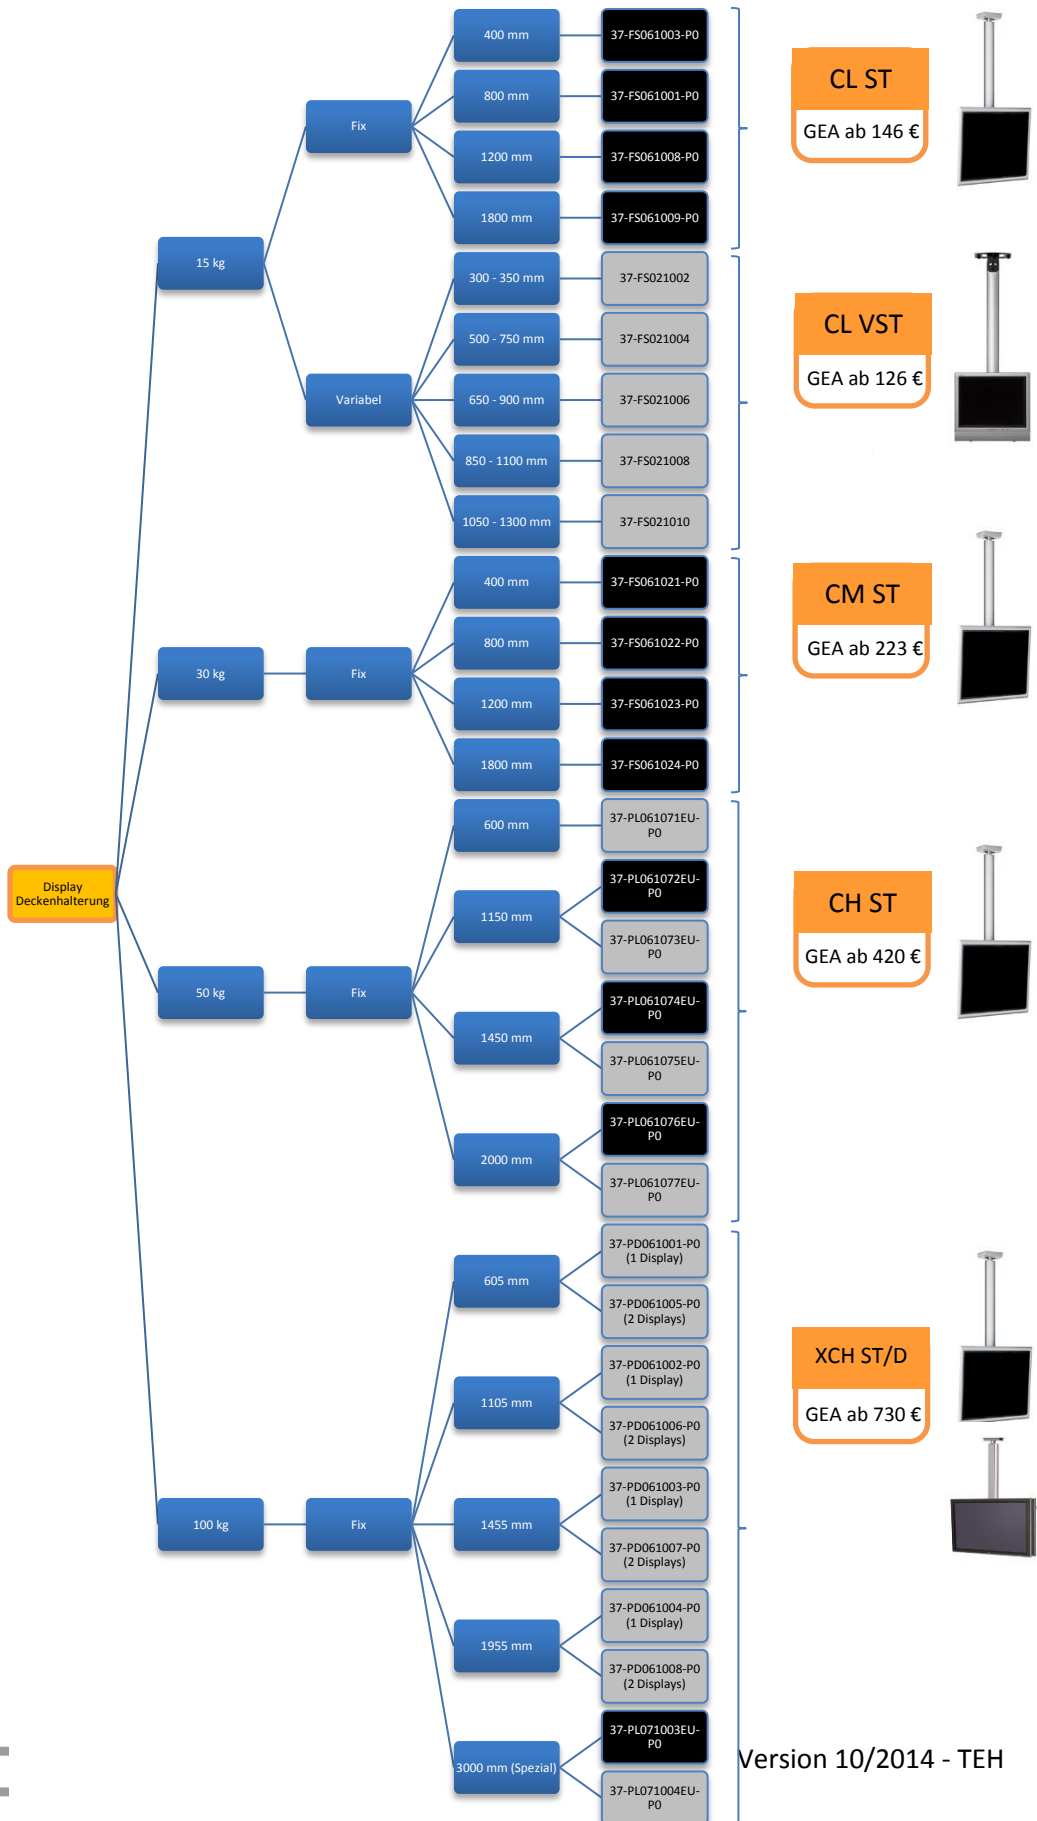 Display
Deckenhalterung
15 kg
Fix
400 mm
37-FS061003-P0
800 mm
37-FS061001-P0
1200 mm
37-FS061008-P0
1800 mm
37-FS061009-P0
CL ST
GEA ab 146 €
Variabel
300 - 350 mm
37-FS021002
500 - 750 mm
37-FS021004
650 - 900 mm
37-FS021006
850 - 1100 mm
37-FS021008
1050 - 1300 mm
37-FS021010
CL VST
GEA ab 126 €
30 kg
Fix
400 mm
37-FS061021-P0
800 mm
37-FS061022-P0
1200 mm
37-FS061023-P0
1800 mm
37-FS061024-P0
CM ST
GEA ab 223 €
50 kg
Fix
600 mm
37-PL061071EU-
P0
1150 mm
37-PL061072EU-
P0
37-PL061073EU-
P0
1450 mm
37-PL061074EU-
P0
37-PL061075EU-
P0
2000 mm
37-PL061076EU-
P0
37-PL061077EU-
P0
CH ST
GEA ab 420 €
100 kg
Fix
605 mm
37-PD061001-P0
(1 Display)
37-PD061005-P0
(2 Displays)
1105 mm
37-PD061002-P0
(1 Display)
37-PD061006-P0
(2 Displays)
1455 mm
37-PD061003-P0
(1 Display)
37-PD061007-P0
(2 Displays)
1955 mm
37-PD061004-P0
(1 Display)
37-PD061008-P0
(2 Displays)
3000 mm (Spezial)
37-PL071003EU-
P0
37-PL071004EU-
P0
XCH ST/D
GEA ab 730 €
Version 10/2014 - TEH